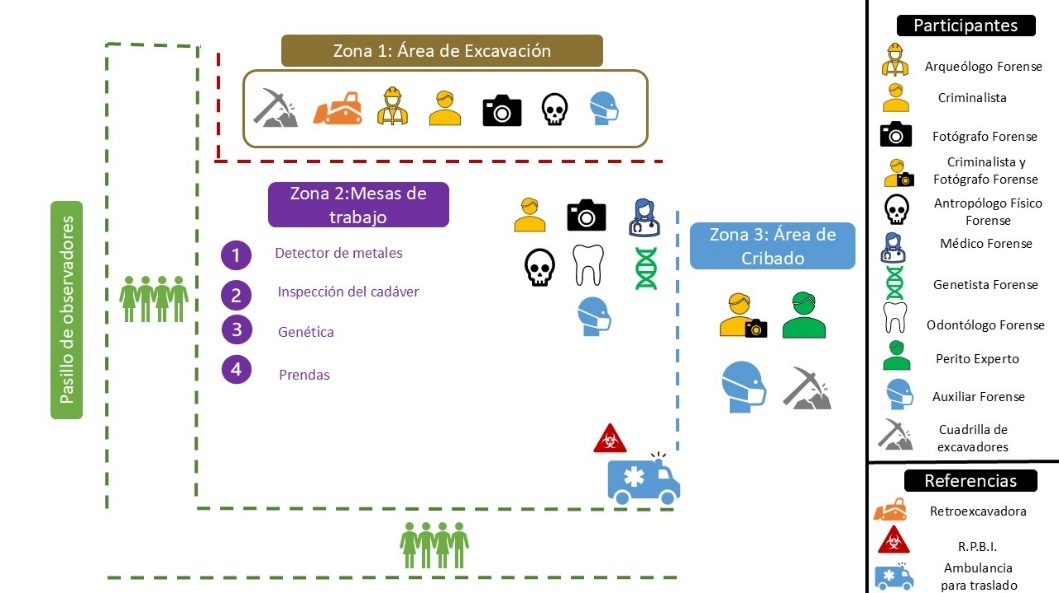 Zona 1: Área de Excavación
Zona 2:Mesas de
trabajo
1 Detector de metales
2 Inspección del cadáver
3 Genética
4 Prendas
Zona 3: Área de
Cribado
Pasillo de observadores
Participantes
Arqueólogo Forense
Criminalista
Fotógrafo Forense
Criminalista y
Fotógrafo Forense
Antropólogo Físico
Forense
Médico Forense
Genetista Forense
Odontólogo Forense
Perito Experto
Auxiliar Forense
Cuadrilla de
excavadores
Referencias
Retroexcavadora
R.P.B.I.
Ambulancia
para traslado